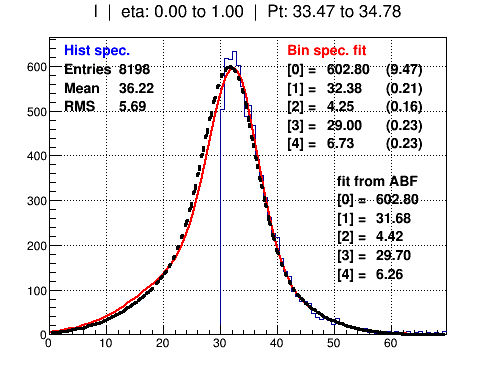 I | eta: 0.00 to 1.00 | Pt: 33.47 to 34.78
Hist spec.
Entries 8198
Mean 36.22
RMS 5.69
Bin spec. fit
[0] = 602.80 (9.47)
[1] = 32.38 (0.21)
[2] = 4.25 (0.16)
[3] = 29.00 (0.23)
[4] = 6.73 (0.23)
fit from ABF
[0] = 602.80
[1] = 31.68
[2] = 4.42
[3] = 29.70
[4] = 6.26
600
500
400
300
200
100
0
0 10 20 30 40 50 60